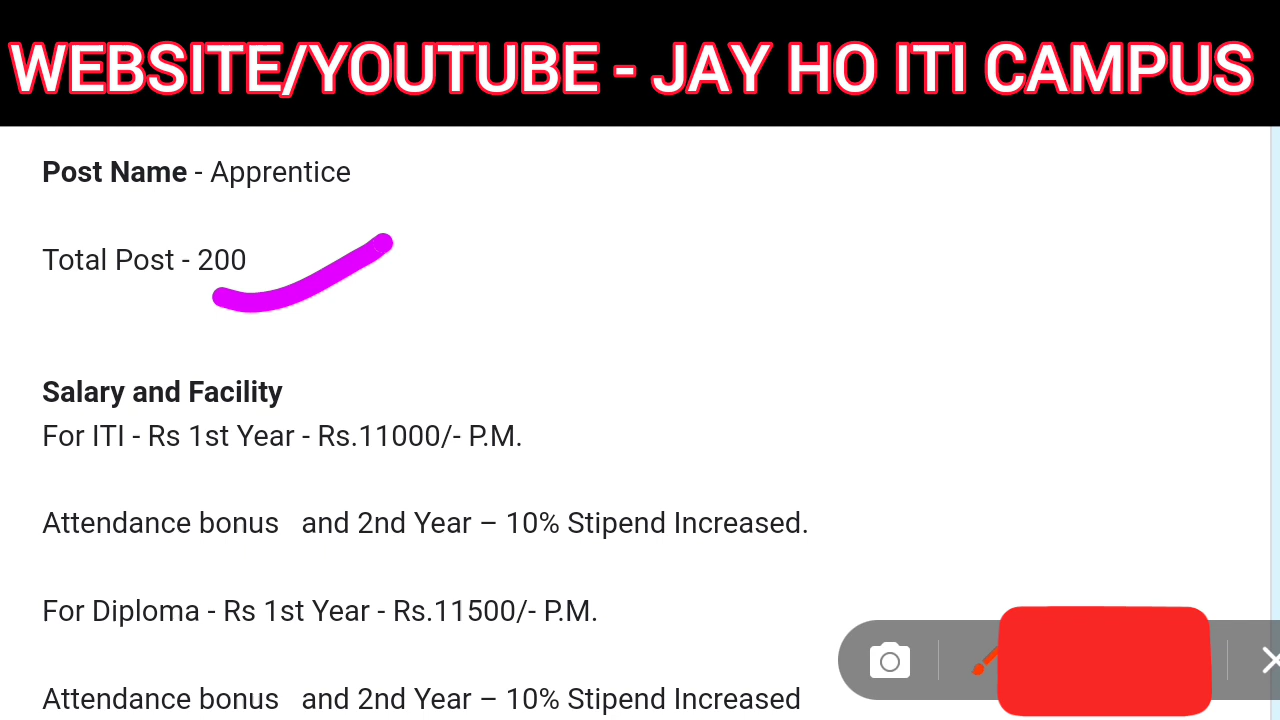 WEBSITE/YOUTUBE - JAY HO ITI CAMPUS
Post Name - Apprentice
Total Post - 200
Salary and Facility
For ITI - Rs 1st Year - Rs.11000/- P.M.
Attendance bonus   and 2nd Year – 10% Stipend Increased.
For Diploma - Rs 1st Year - Rs.11500/- P.M.
Attendance bonus   and 2nd Year – 10% Stipend Increased